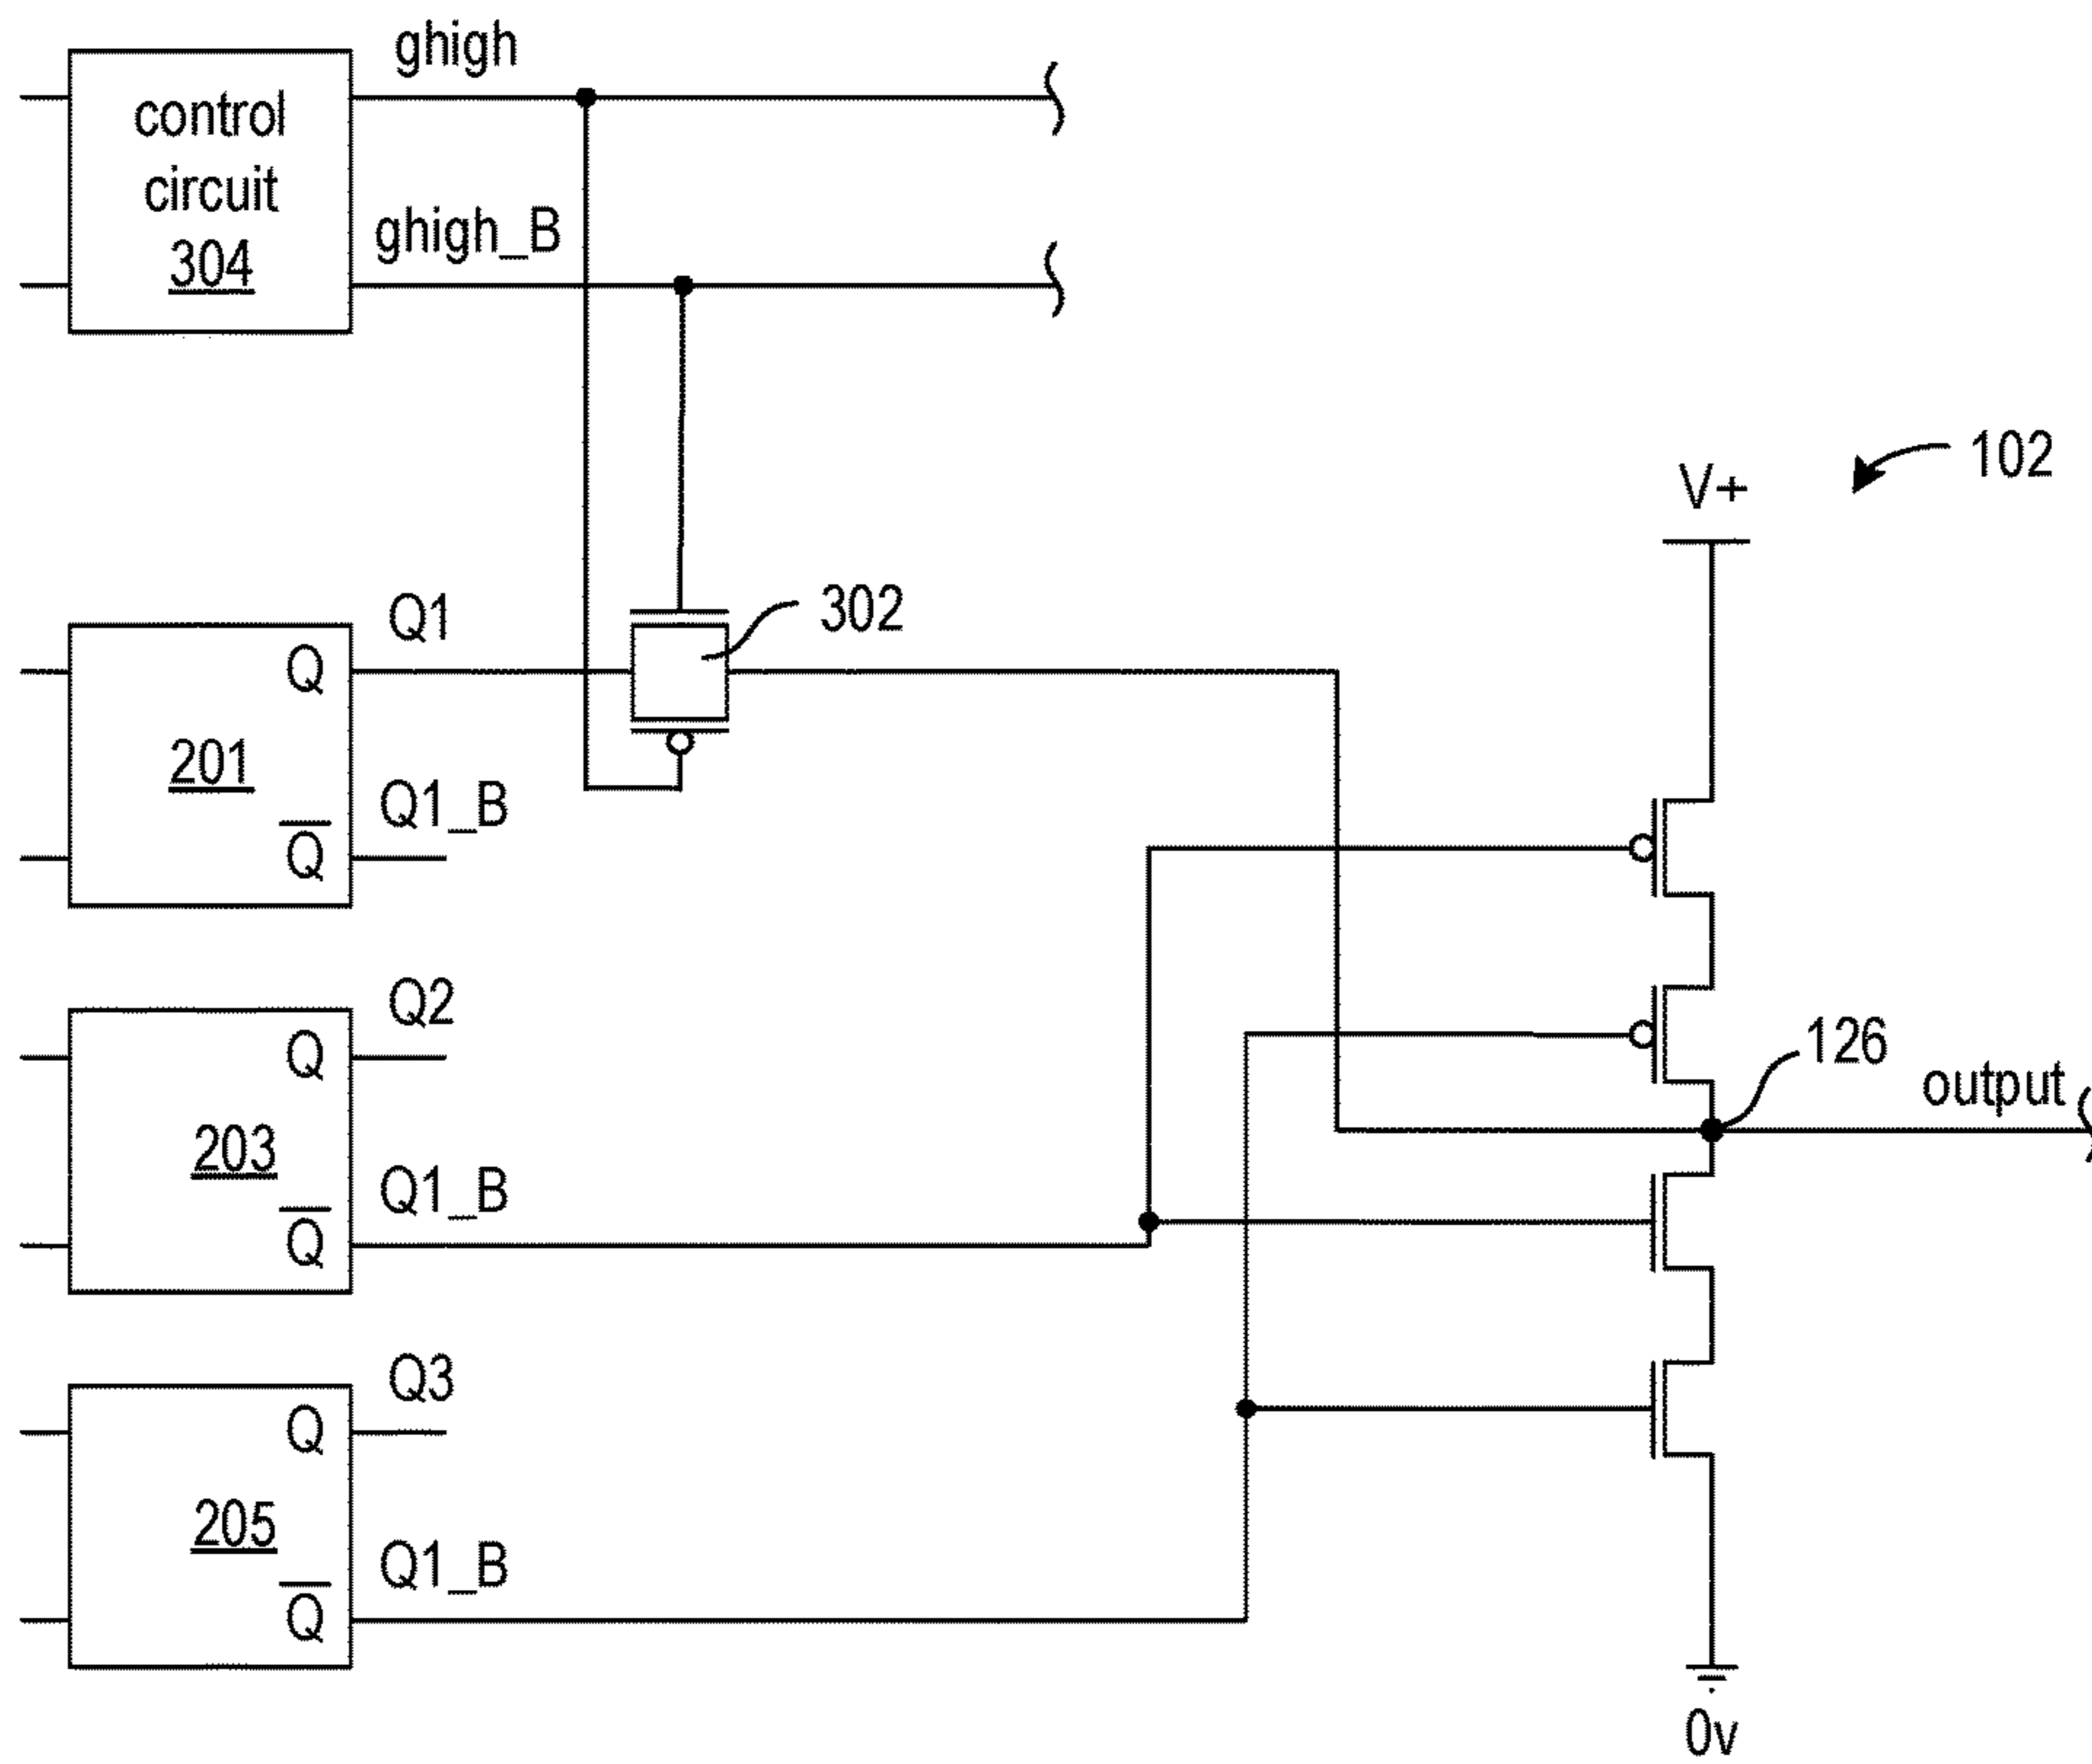 ghigh
control
circuit
304
ghigh_B
102
V+
Q1
302
Q
201
Q1_B
Q
Q2
Q
126
output
203
Q1_B
Q
Q3
Q
205
Q1_B
Q
0v